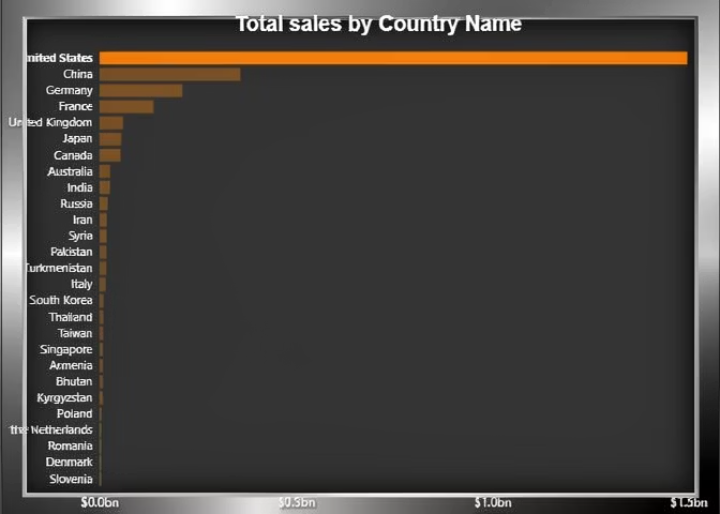 Total sales by Country Name
nited States
China
Germany
France
United Kingdom
Japan
Canada
Australia
India
Russia
Iran
Syria
Pakistan
Turkmenistan
Italy
South Korea
Thailand
Taiwan
Singapore
Armenia
Bhutan
Kyrgyzstan
Poland
the Netherlands
Romania
Denmark
Slovenia
$0.0bn $0.5bn $1.0bn $1.5bn